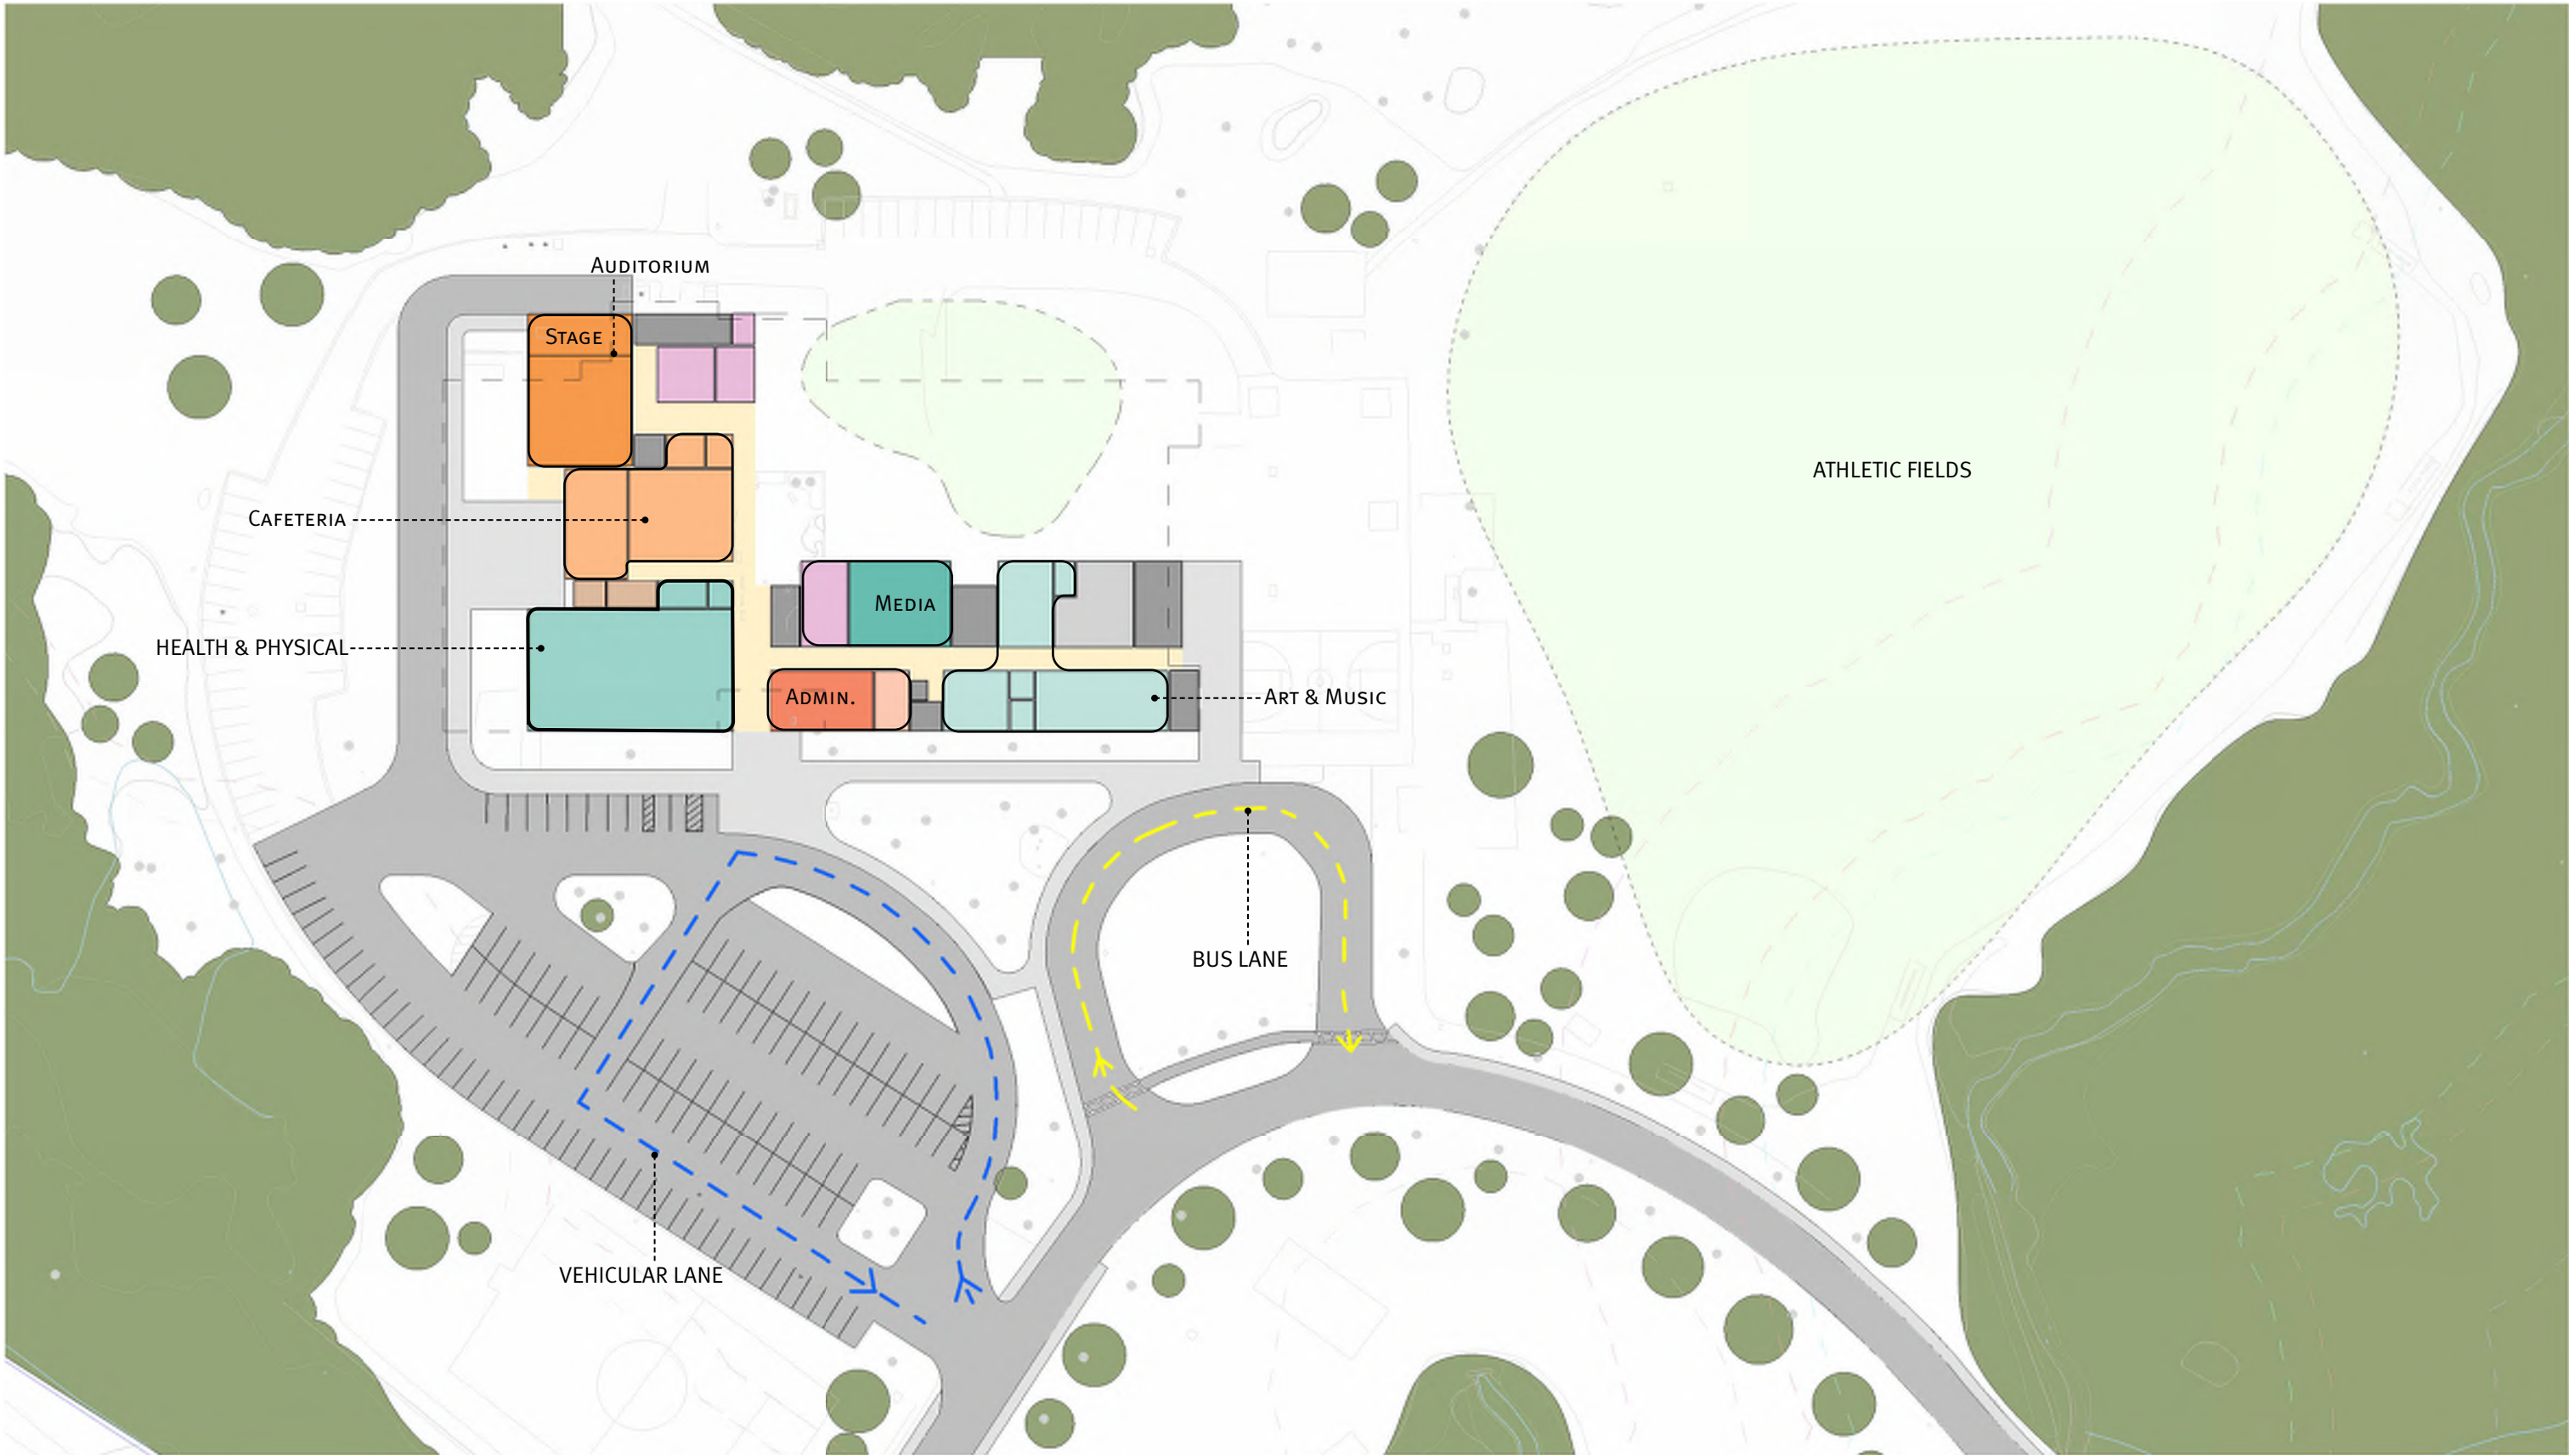 AUDITORIUM
STAGE
ATHLETIC FIELDS
CAFETERIA
MEDIA
HEALTH & PHYSICAL
ADMIN.
ART & MUSIC
BUS LANE
VEHICULAR LANE